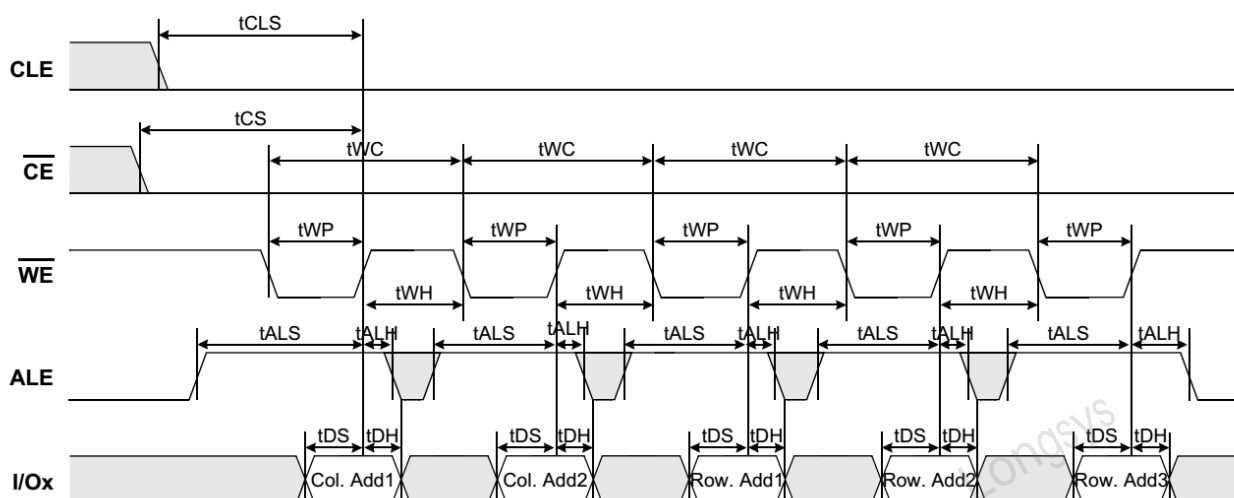 tCLS
CLE
tCS
CE
tWC tWC tWC tWC
tWP tWP tWP tWP tWP
WE
tWH tWH tWH tWH
tALS tALH tALS tALH tALS tALH tALS tALH tALS tALH
ALE
tDS tDH tDS tDH tDS tDH tDS tDH tDS tDH
I/Ox Col. Add1 Col. Add2 Row. Add1 Row. Add2 Row. Add3
Longsys